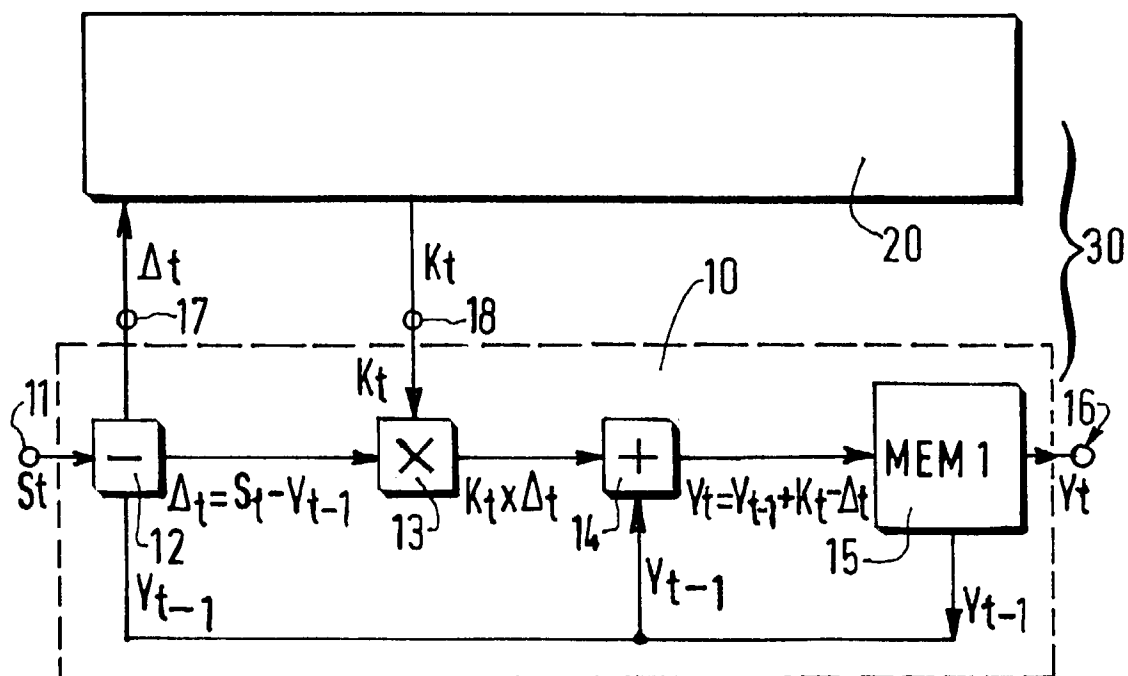 20
30
Δt
Kt
17
18
10
Kt
11
16
St
−
Δt=St−Yt-1
12
×
Kt×Δt
13
+
14
Yt=Yt-1+Kt-Δt
MEM 1
15
Yt
Yt-1
Yt-1
Yt-1